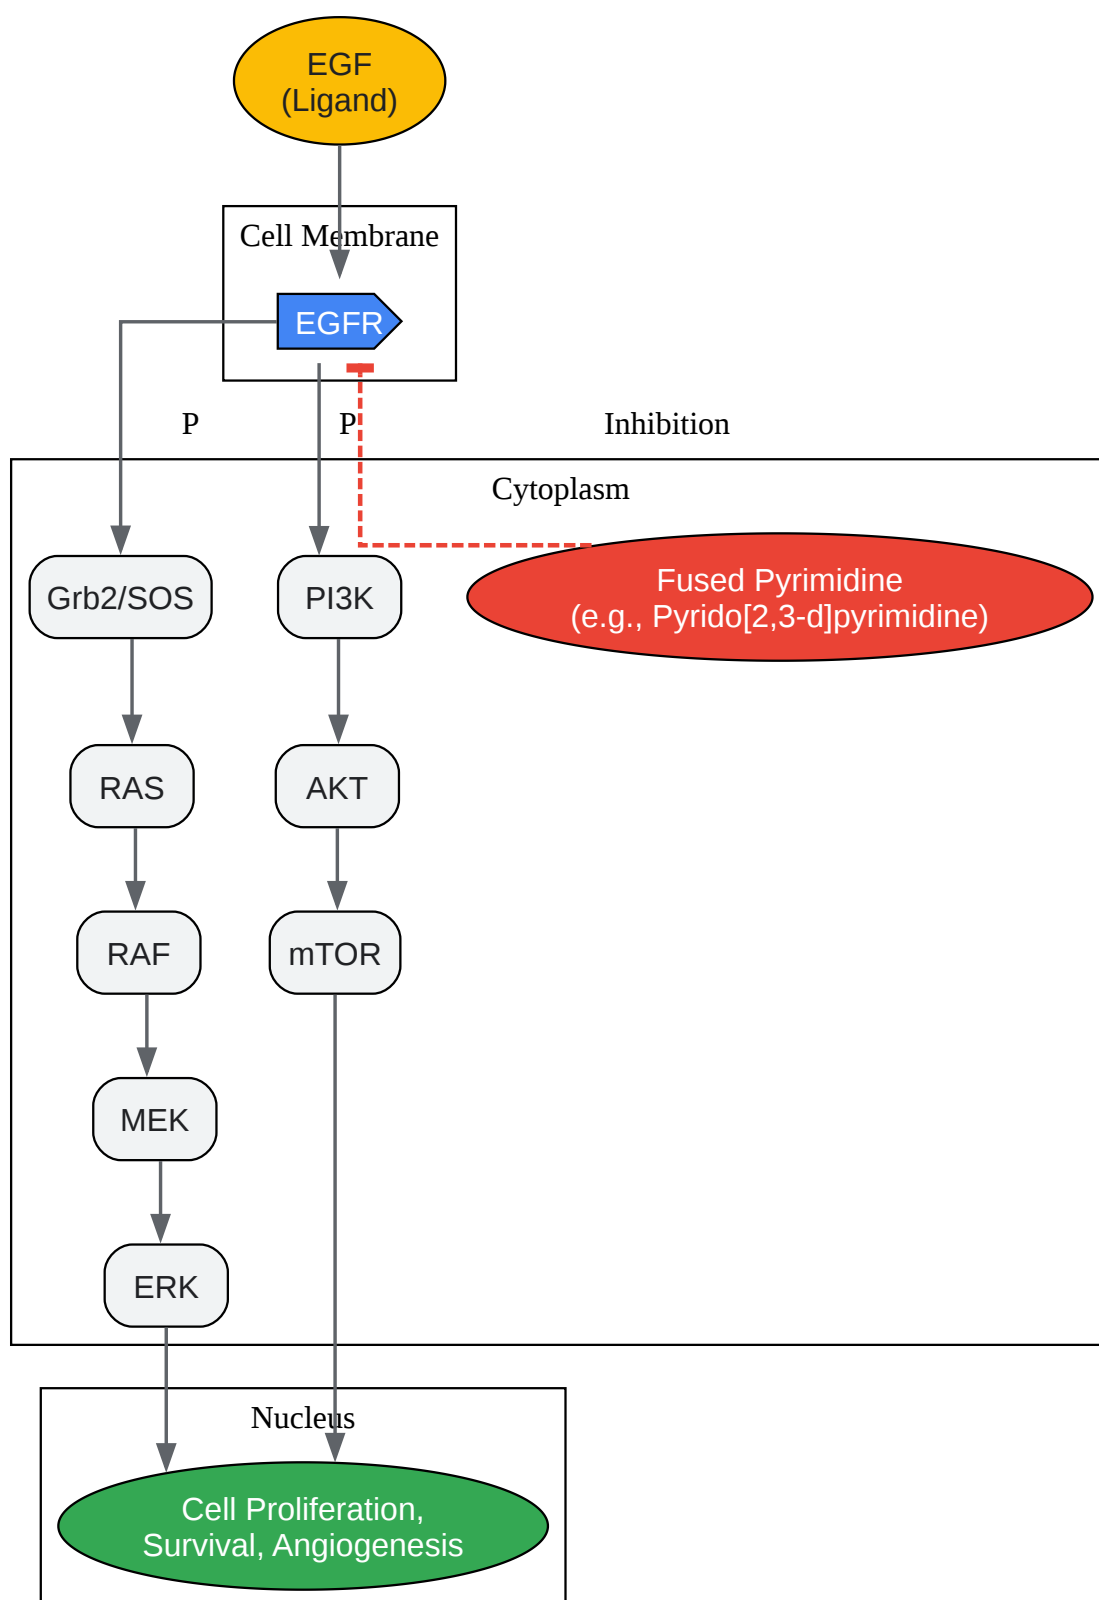 EGF
(Ligand)
Cell Membrane
EGFR
P
P
Inhibition
Cytoplasm
Grb2/SOS
PI3K
Fused Pyrimidine
(e.g., Pyrido[2,3-d]pyrimidine)
RAS
AKT
RAF
mTOR
MEK
ERK
Nucleus
Cell Proliferation,
Survival, Angiogenesis